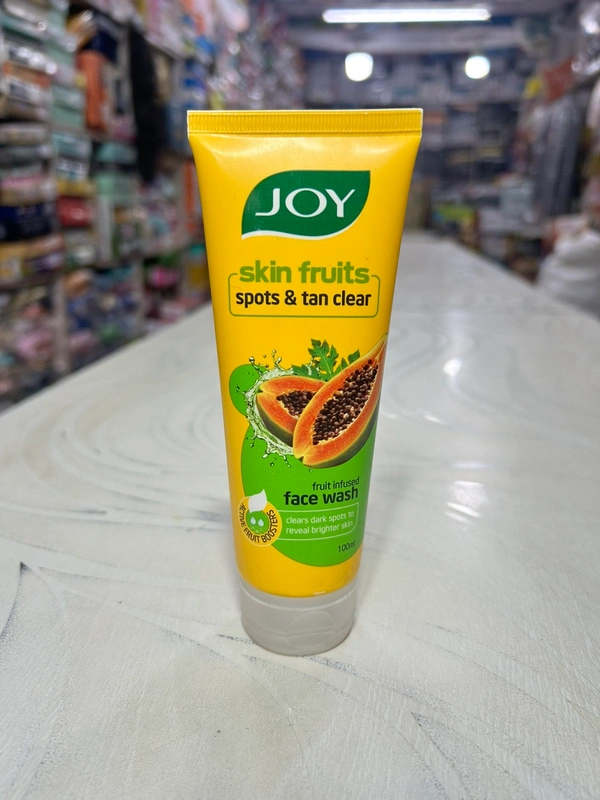 JOY
skin fruits
spots & tan clear
fruit infused
face wash
clears dark spots to
reveal brighter skin
ACTIVE FRUIT BOOSTERS
100ml